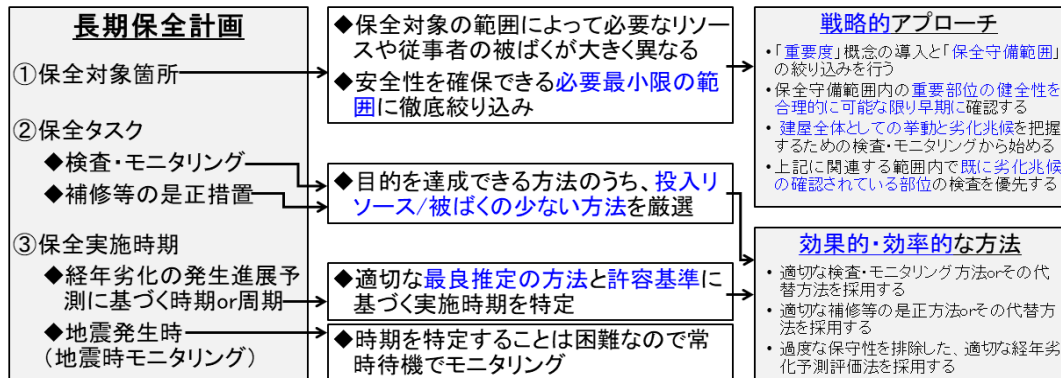 長期保全計画
①保全対象箇所
②保全タスク
◆検査・モニタリング
◆補修等の是正措置
③保全実施時期
◆経年劣化の発生進展予
測に基づく時期or周期
◆地震発生時
（地震時モニタリング）
◆保全対象の範囲によって必要なリソー
スや従事者の被ばくが大きく異なる
◆安全性を確保できる必要最小限の範
囲に徹底絞り込み
◆目的を達成できる方法のうち、投入リ
ソース/被ばくの少ない方法を厳選
◆適切な最良推定の方法と許容基準に
基づく実施時期を特定
◆時期を特定することは困難なので常
時待機でモニタリング
戦略的アプローチ
・「重要度」概念の導入と「保全守備範囲」
の絞り込みを行う
・保全守備範囲内の重要部位の健全性を
合理的に可能な限り早期に確認する
・建屋全体としての挙動と劣化兆候を把握
するための検査・モニタリングから始める
・上記に関連する範囲内で既に劣化兆候
の確認されている部位の検査を優先する
効果的・効率的な方法
・適切な検査・モニタリング方法orその代
替方法を採用する
・適切な補修等の是正方法orその代替方
法を採用する
・過度な保守性を排除した、適切な経年劣
化予測評価法を採用する